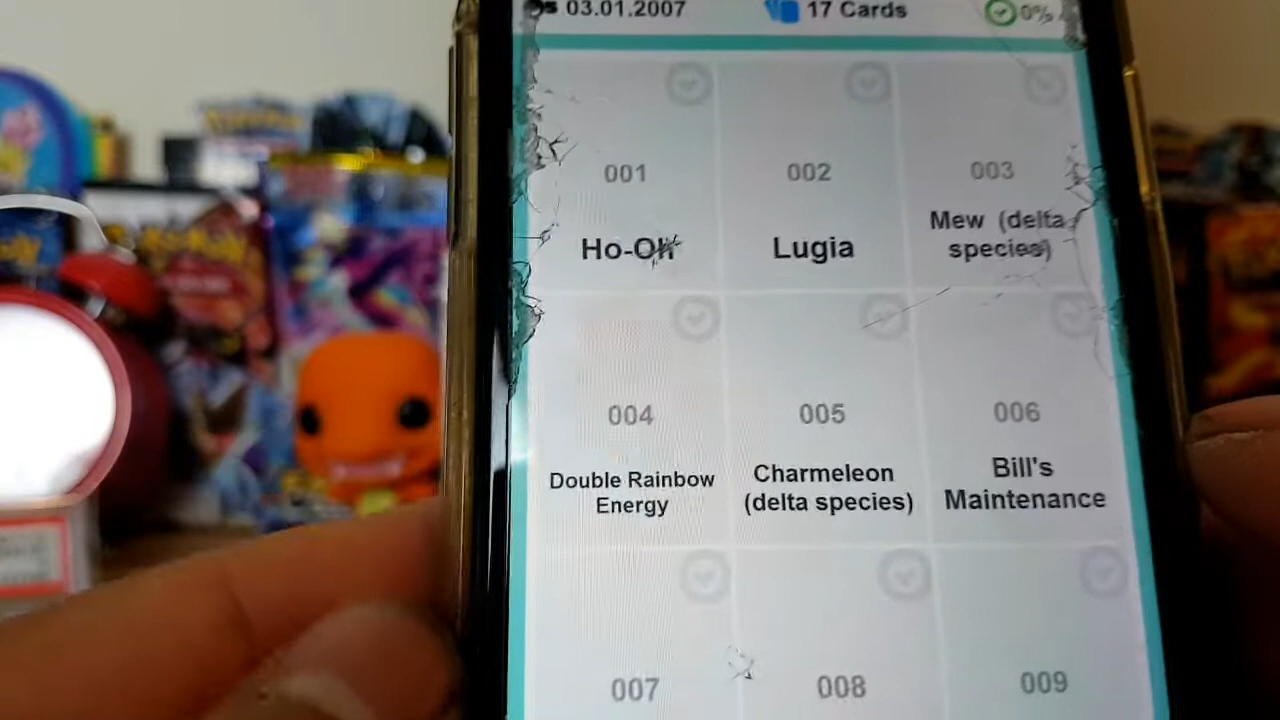 03.01.2007 17 Cards 0%
001 002 003
Ho-Oh Lugia Mew (delta
species)
004 005 006
Double Rainbow
Energy
Charmeleon
(delta species)
Bill's
Maintenance
007 008 009